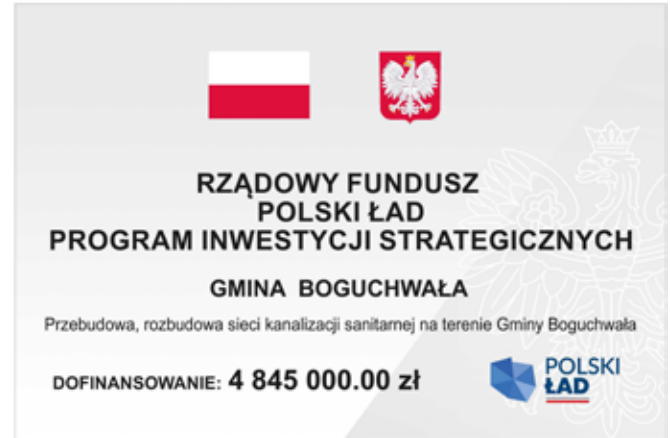 RZĄDOWY FUNDUSZ
POLSKI ŁAD
PROGRAM INWESTYCJI STRATEGICZNYCH
GMINA BOGUCHWAŁA
Przebudowa, rozbudowa sieci kanalizacji sanitarnej na terenie Gminy Boguchwała
DOFINANSOWANIE: 4 845 000.00 zł
POLSKI
ŁAD